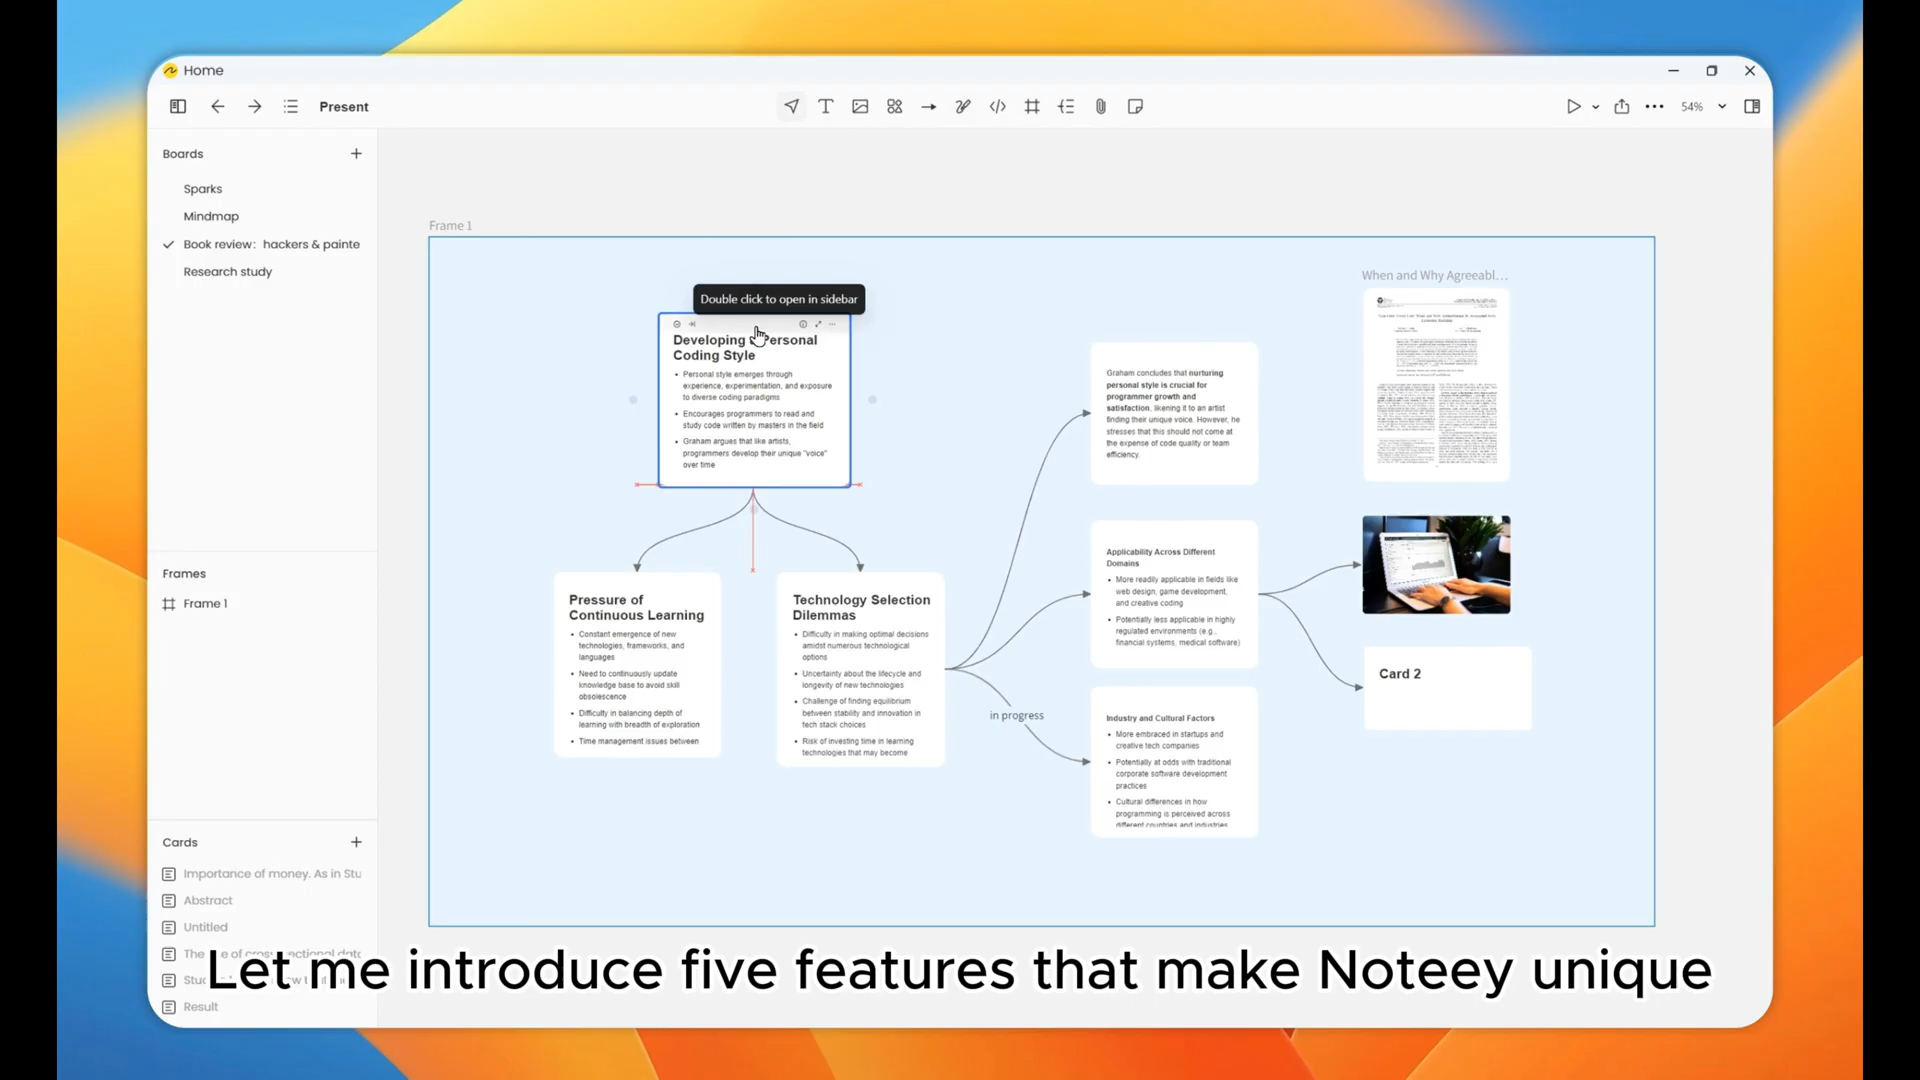 Home
Present
54%
Boards
Sparks
Mindmap
Book review: hackers & painte
Research study
Frames
Frame 1
Cards
Importance of money. As in Stu
Abstract
Untitled
Result
Frame 1
Double click to open in sidebar
Developing Personal
Coding Style
• Personal style emerges through
experience, experimentation, and exposure
to diverse coding paradigms
• Encourages programmers to read and
study code written by masters in the field
• Graham argues that like artists,
programmers develop their unique "voice"
over time
Pressure of
Continuous Learning
• Constant emergence of new
technologies, frameworks, and
languages
• Need to continuously update
knowledge base to avoid skill
obsolescence
• Difficulty in balancing depth of
learning with breadth of exploration
• Time management issues between
Technology Selection
Dilemmas
• Difficulty in making optimal decisions
amidst numerous technological
options
• Uncertainty about the lifecycle and
longevity of new technologies
• Challenge of finding equilibrium
between stability and innovation in
tech stack choices
• Risk of investing time in learning
technologies that may become
in progress
Graham concludes that nurturing
personal style is crucial for
programmer growth and
satisfaction, likening it to an artist
finding their unique voice. However, he
stresses that this should not come at
the expense of code quality or team
efficiency.
Applicability Across Different
Domains
• More readily applicable in fields like
web design, game development,
and creative coding
• Potentially less applicable in highly
regulated environments (e.g.,
financial systems, medical software)
Industry and Cultural Factors
• More embraced in startups and
creative tech companies
• Potentially at odds with traditional
corporate software development
practices
• Cultural differences in how
programming is perceived across
different countries and industries
When and Why Agreeabl...
Card 2
Let me introduce five features that make Noteey unique